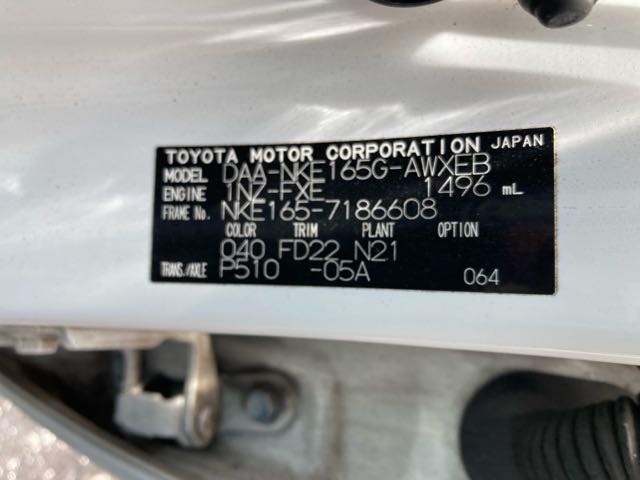 TOYOTA MOTOR CORPORATION JAPAN
MODEL DAA-NKE165G-AWXEB
ENGINE 1NZ-FXE 1496 mL
FRAME No. NKE165-7186608
COLOR TRIM PLANT OPTION
040 FD22 N21
TRANS./AXLE P510 -05A 064